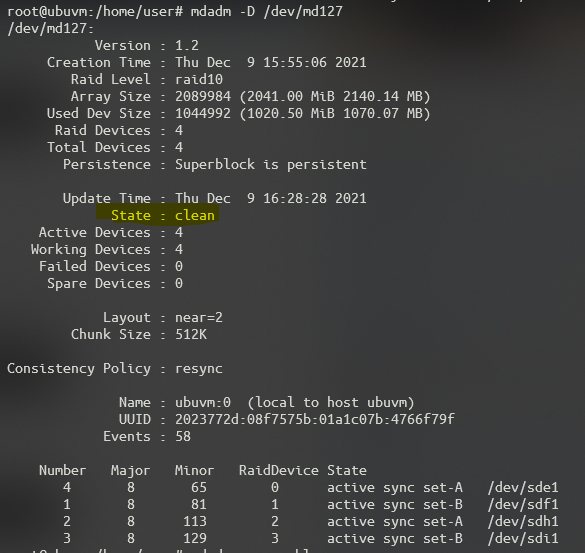 root@ubuvm:/home/user# mdadm -D /dev/md127
/dev/md127:
Version : 1.2
Creation Time : Thu Dec  9 15:55:06 2021
Raid Level : raid10
Array Size : 2089984 (2041.00 MiB 2140.14 MB)
Used Dev Size : 1044992 (1020.50 MiB 1070.07 MB)
Raid Devices : 4
Total Devices : 4
Persistence : Superblock is persistent
Update Time : Thu Dec  9 16:28:28 2021
State : clean
Active Devices : 4
Working Devices : 4
Failed Devices : 0
Spare Devices : 0
Layout : near=2
Chunk Size : 512K
Consistency Policy : resync
Name : ubuvm:0  (local to host ubuvm)
UUID : 2023772d:08f7575b:01a1c07b:4766f79f
Events : 58
Number   Major   Minor   RaidDevice State
4       8       65        0      active sync set-A   /dev/sde1
1       8       81        1      active sync set-B   /dev/sdf1
2       8      113        2      active sync set-A   /dev/sdh1
3       8      129        3      active sync set-B   /dev/sdi1